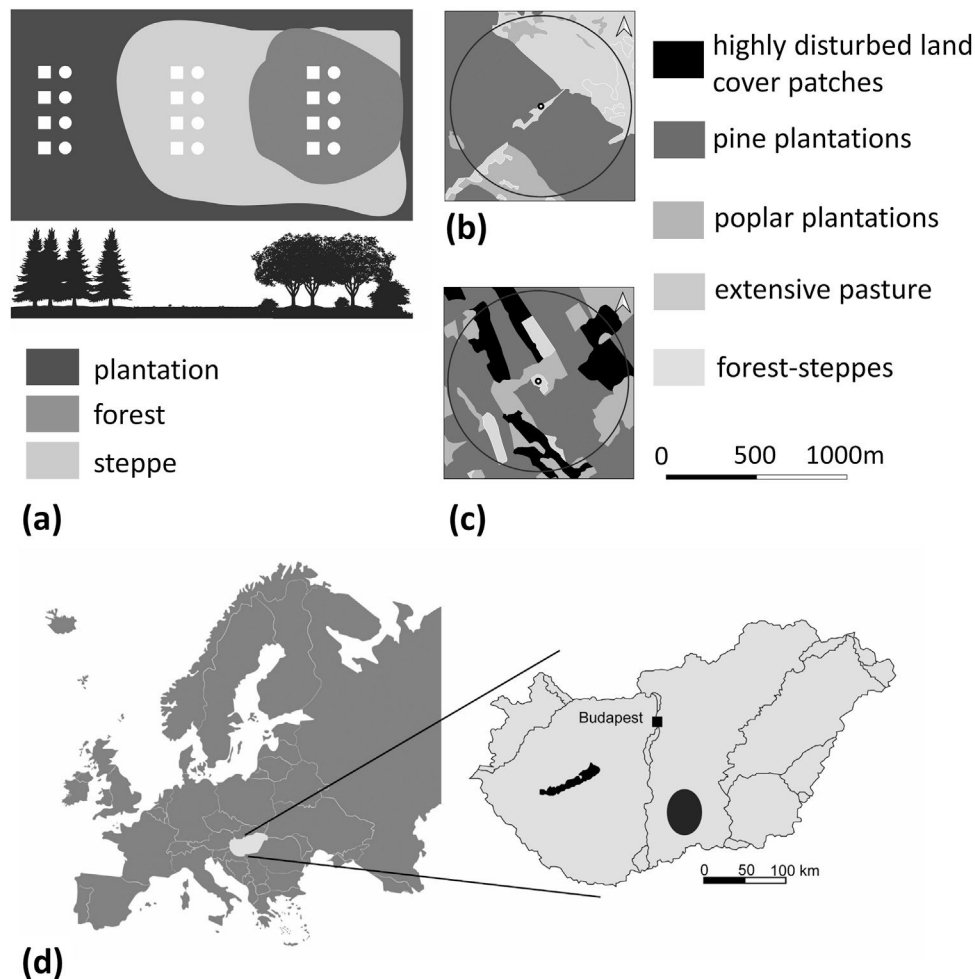 plantation
forest
steppe
(a)
(b)
(c)
highly disturbed land
cover patches
pine plantations
poplar plantations
extensive pasture
forest-steppes
0 500 1000m
Budapest
0 50 100 km
(d)